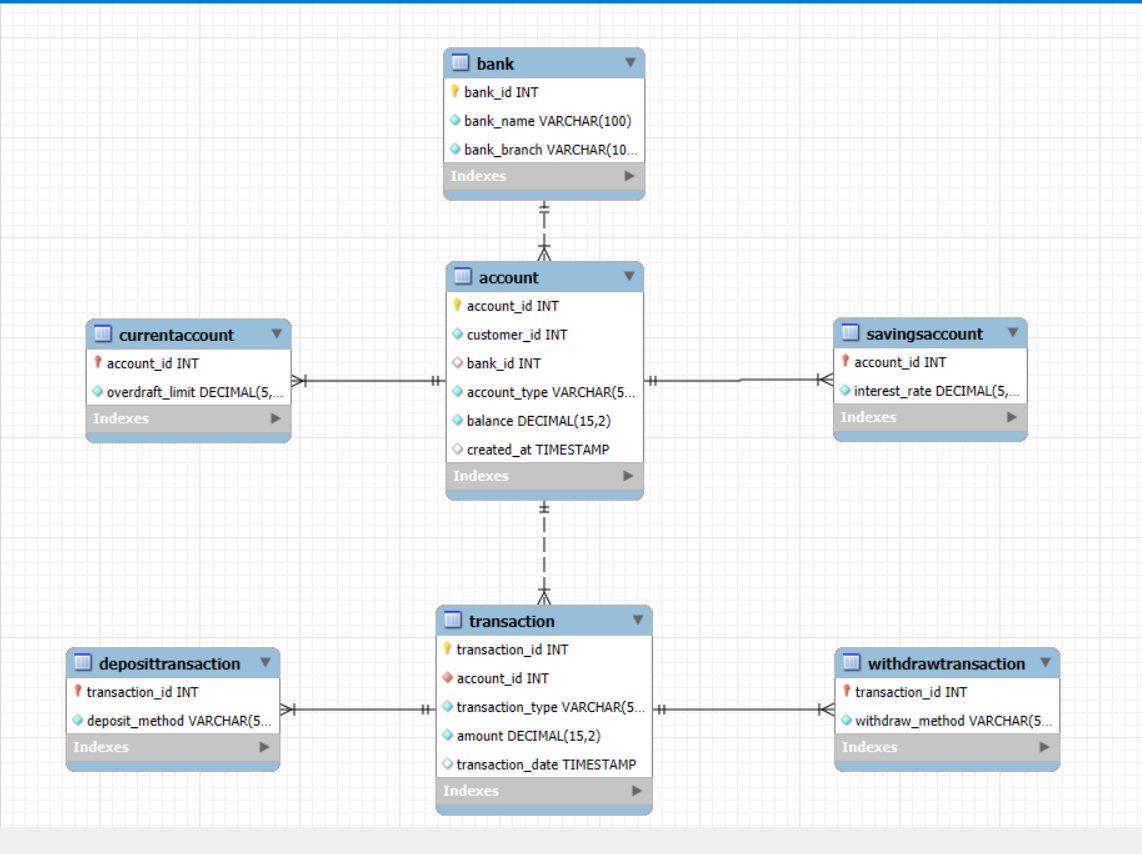 bank
bank_id INT
bank_name VARCHAR(100)
bank_branch VARCHAR(10...
Indexes
account
account_id INT
customer_id INT
bank_id INT
account_type VARCHAR(5...
balance DECIMAL(15,2)
created_at TIMESTAMP
Indexes
currentaccount
account_id INT
overdraft_limit DECIMAL(5,...
Indexes
savingsaccount
account_id INT
interest_rate DECIMAL(5,...
Indexes
transaction
transaction_id INT
account_id INT
transaction_type VARCHAR(5...
amount DECIMAL(15,2)
transaction_date TIMESTAMP
Indexes
deposittransaction
transaction_id INT
deposit_method VARCHAR(5...
Indexes
withdrawtransaction
transaction_id INT
withdraw_method VARCHAR(5...
Indexes